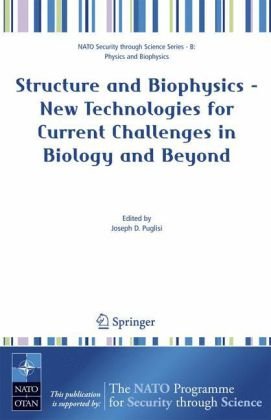 NATO Security through Science Series - B:
Physics and Biophysics
Structure and Biophysics -
New Technologies for
Current Challenges in
Biology and Beyond
Edited by
Joseph D. Puglisi
Springer
NATO
OTAN
This publication
is supported by:
The NATO Programme
for Security through Science